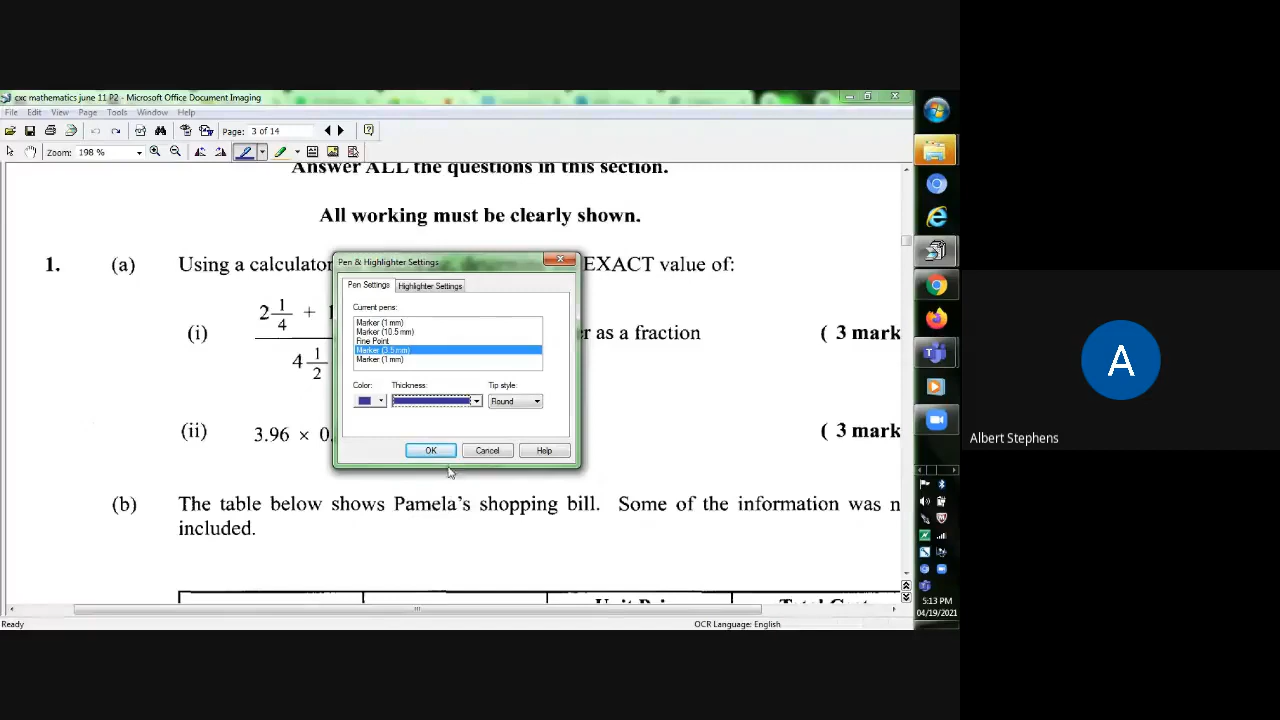 cxc mathematics june 11 P2 - Microsoft Office Document Imaging
File Edit View Page Tools Window Help
Page: 3 of 14
Zoom: 198 %
Answer ALL the questions in this section.
All working must be clearly shown.
1. (a) Using a calculator EXACT value of:
(i) 2 1/4 + 1
4 1/2
er as a fraction ( 3 mark
(ii) 3.96 × 0. ( 3 mark
(b) The table below shows Pamela's shopping bill. Some of the information was n
included.
Pen & Highlighter Settings
Pen Settings Highlighter Settings
Current pens:
Marker (1 mm)
Marker (10.5 mm)
Fine Point
Marker (3.5 mm)
Marker (1 mm)
Color: Thickness: Tip style:
Round
OK Cancel Help
Ready OCR Language: English
5:13 PM
04/19/2021
A
Albert Stephens